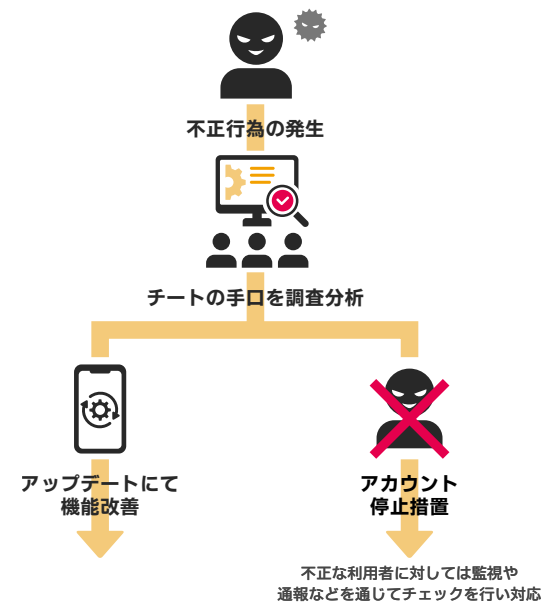 不正行為の発生
チートの手口を調査分析
アップデートにて
機能改善
アカウント
停止措置
不正な利用者に対しては監視や
通報などを通じてチェックを行い対応